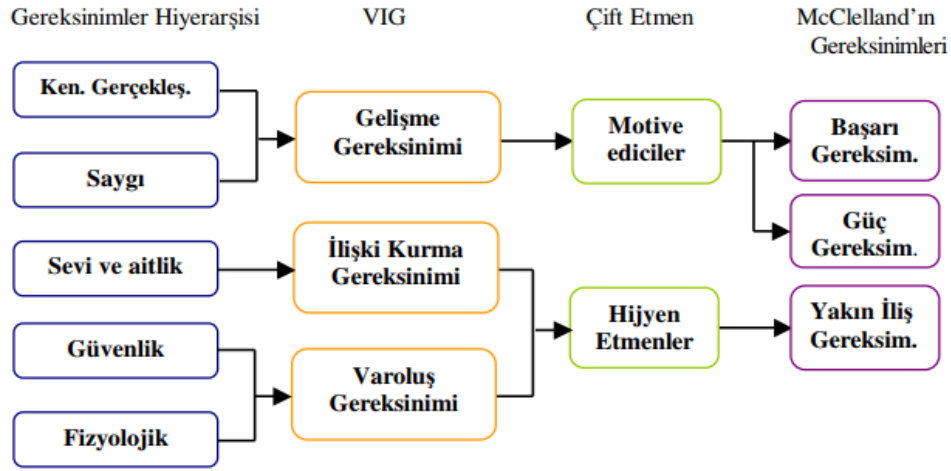 Gereksinimler Hiyerarşisi
VIG
Çift Etmen
McClelland’ın
Gereksinimleri
Ken. Gerçekleş.
Saygı
Sevi ve aitlik
Güvenlik
Fizyolojik
Gelişme
Gereksinimi
İlişki Kurma
Gereksinimi
Varoluş
Gereksinimi
Motive
ediciler
Hijyen
Etmenler
Başarı
Gereksim.
Güç
Gereksim.
Yakın İliş
Gereksim.